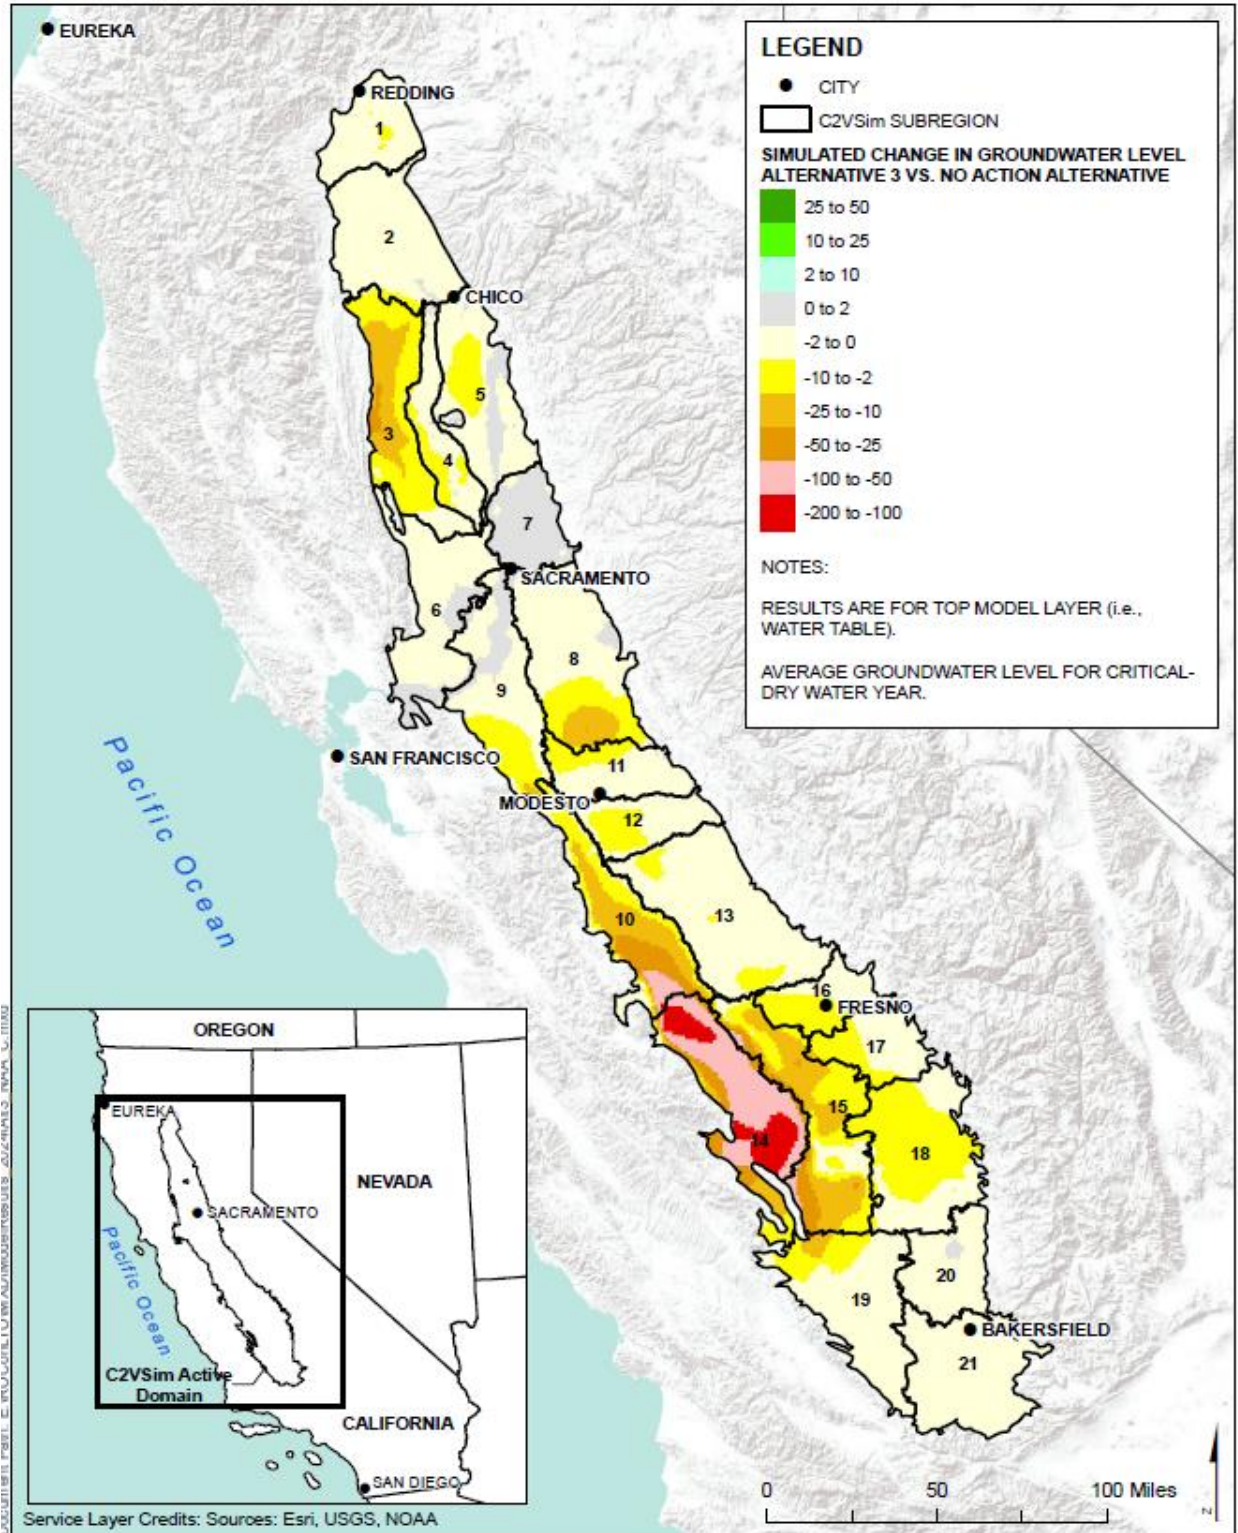 EUREKA
REDDING
1
2
CHICO
5
3
4
7
SACRAMENTO
6
8
9
SAN FRANCISCO
11
MODESTO
12
10
13
16
FRESNO
17
15
14
18
20
19
BAKERSFIELD
21
Pacific Ocean
LEGEND
CITY
C2VSim SUBREGION
SIMULATED CHANGE IN GROUNDWATER LEVEL
ALTERNATIVE 3 VS. NO ACTION ALTERNATIVE
25 to 50
10 to 25
2 to 10
0 to 2
-2 to 0
-10 to -2
-25 to -10
-50 to -25
-100 to -50
-200 to -100
NOTES:
RESULTS ARE FOR TOP MODEL LAYER (i.e.,
WATER TABLE).
AVERAGE GROUNDWATER LEVEL FOR CRITICAL-
DRY WATER YEAR.
OREGON
EUREKA
NEVADA
SACRAMENTO
Pacific Ocean
C2VSim Active
Domain
CALIFORNIA
SAN DIEGO
0 50 100 Miles
Z
Service Layer Credits: Sources: Esri, USGS, NOAA